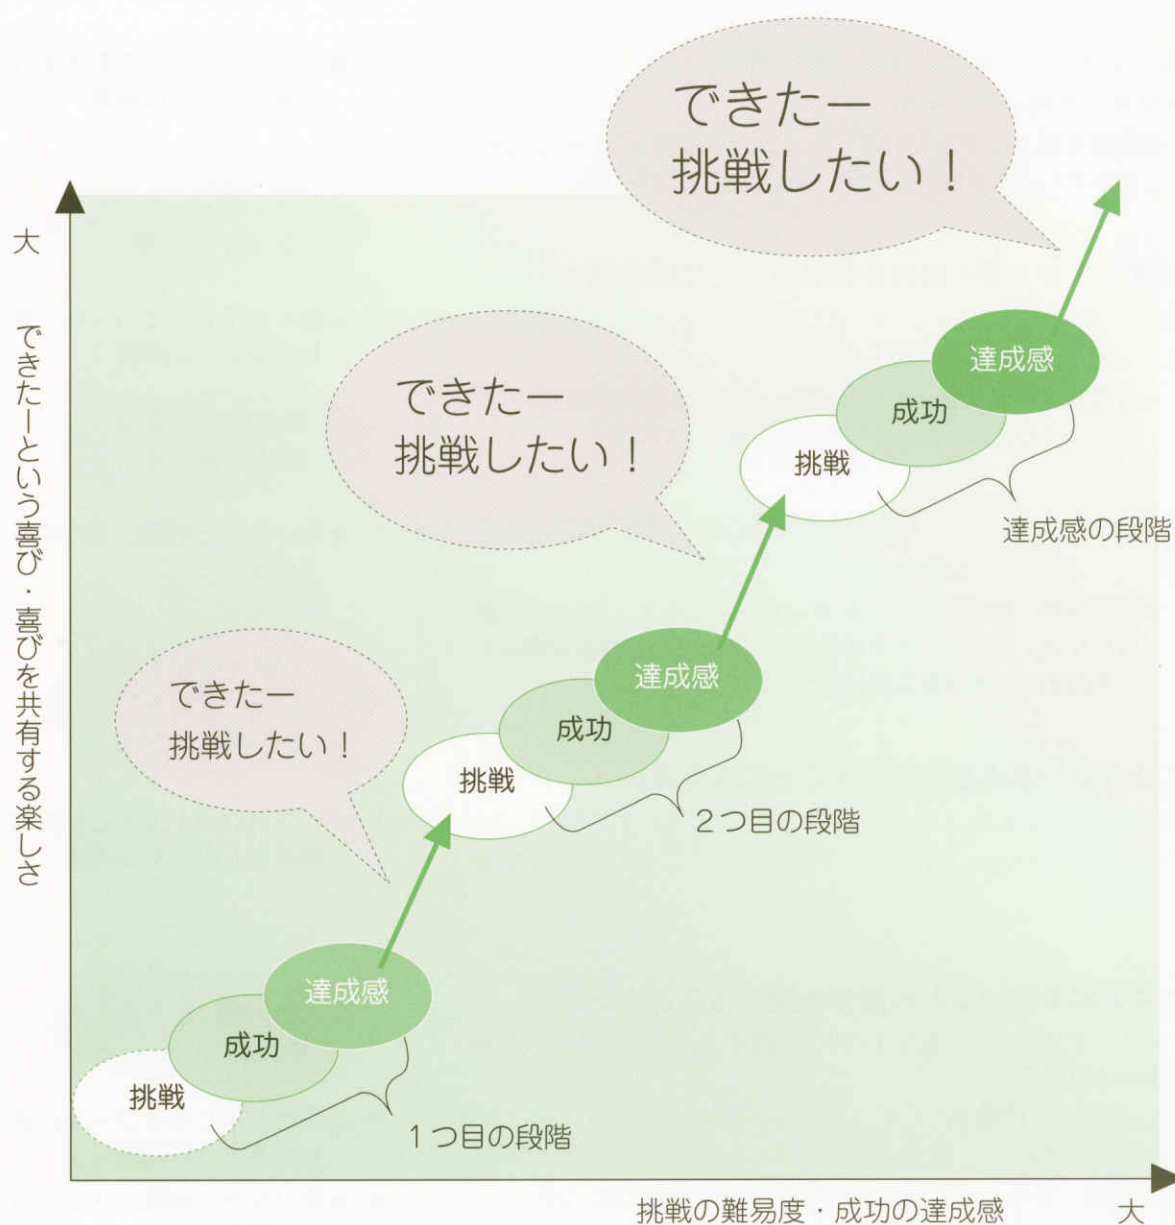 できたー
挑戦したい！
大
できたーという喜び・喜びを共有する楽しさ
達成感
成功
挑戦
達成感の段階
できたー
挑戦したい！
達成感
成功
挑戦
2つ目の段階
できたー
挑戦したい！
達成感
成功
挑戦
1つ目の段階
挑戦の難易度・成功の達成感
大